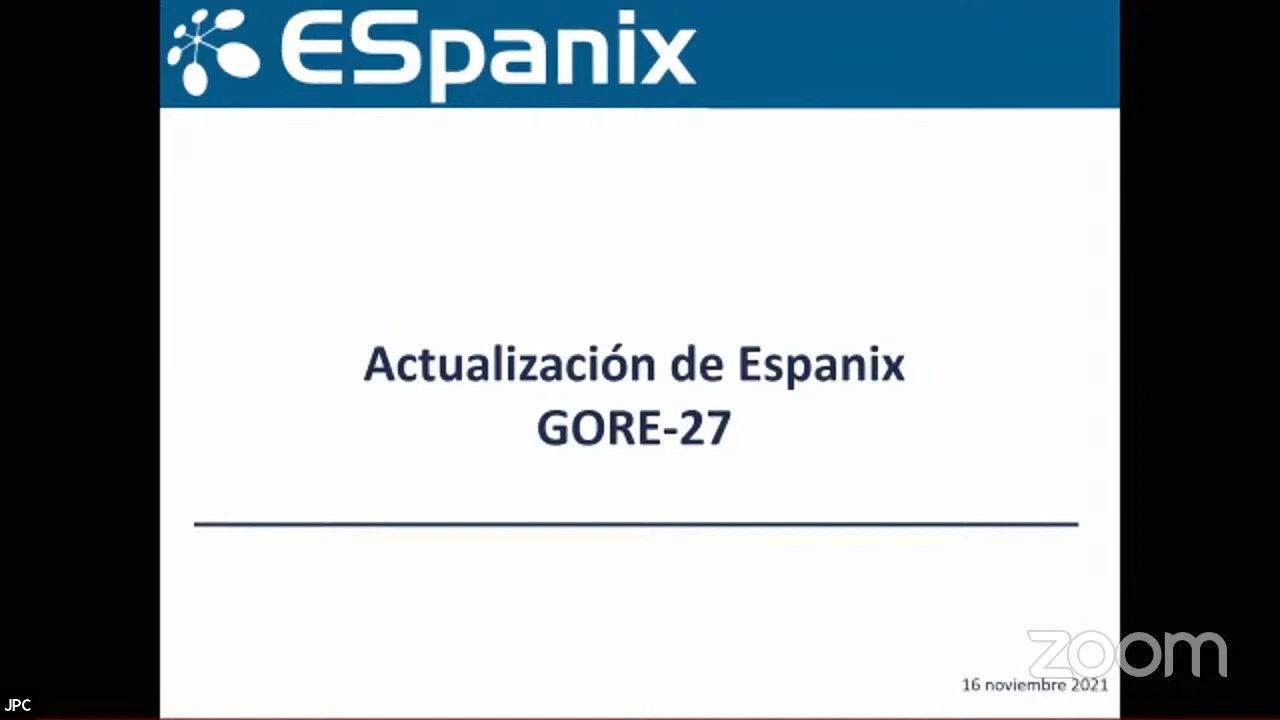 ESpanix
Actualización de Espanix
GORE-27
zoom
16 noviembre 2021
JPC